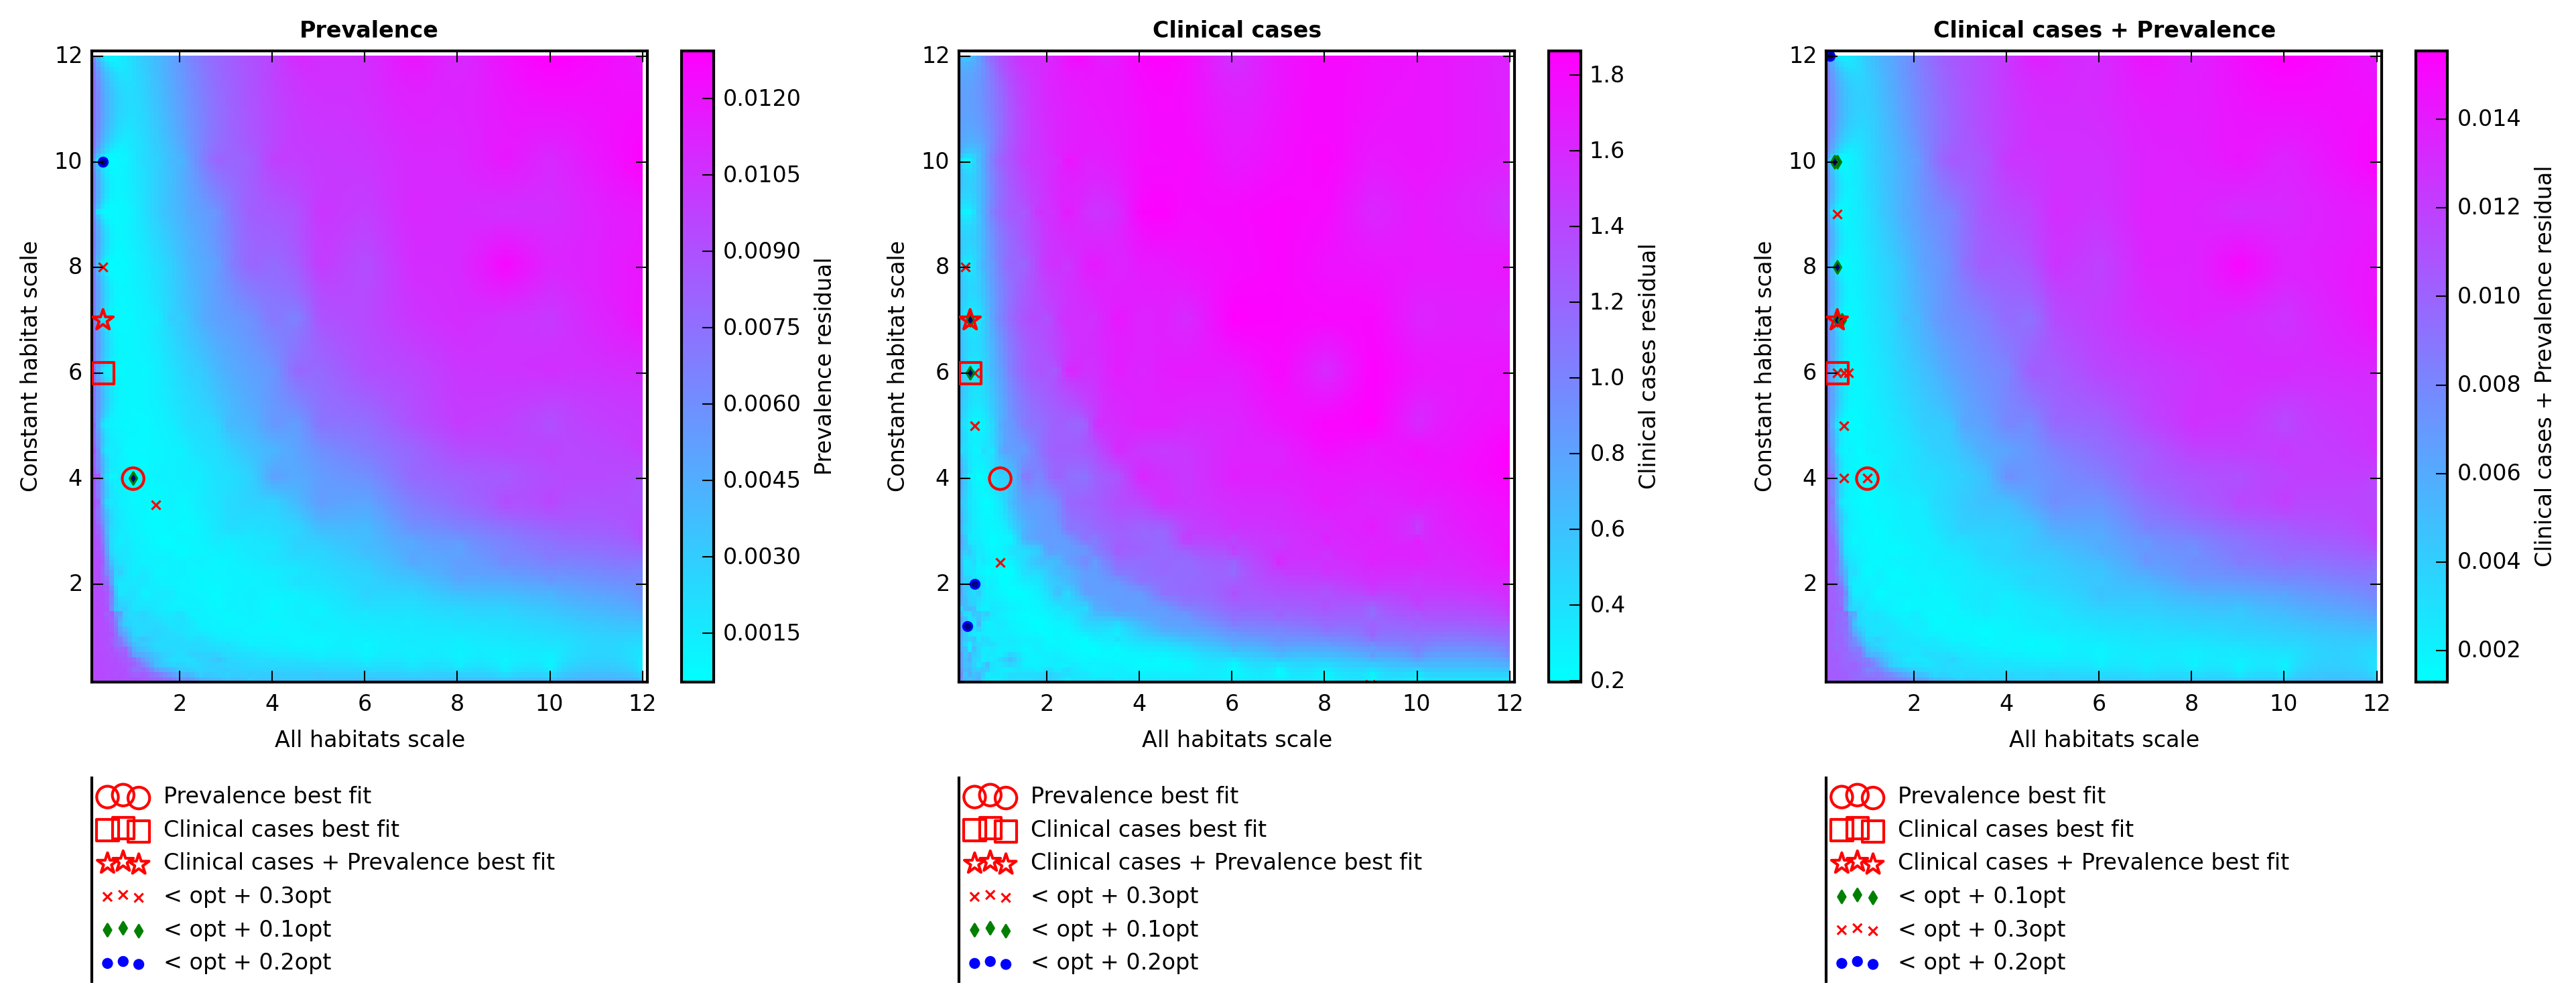 Prevalence
12
10
8
6
4
2
2 4 6 8 10 12
Constant habitat scale
All habitats scale
0.0120
0.0105
0.0090
0.0075
0.0060
0.0045
0.0030
0.0015
Prevalence residual
Prevalence best fit
Clinical cases best fit
Clinical cases + Prevalence best fit
< opt + 0.3opt
< opt + 0.1opt
< opt + 0.2opt
Clinical cases
12
10
8
6
4
2
2 4 6 8 10 12
Constant habitat scale
All habitats scale
1.8
1.6
1.4
1.2
1.0
0.8
0.6
0.4
0.2
Clinical cases residual
Prevalence best fit
Clinical cases best fit
Clinical cases + Prevalence best fit
< opt + 0.3opt
< opt + 0.1opt
< opt + 0.2opt
Clinical cases + Prevalence
12
10
8
6
4
2
2 4 6 8 10 12
Constant habitat scale
All habitats scale
0.014
0.012
0.010
0.008
0.006
0.004
0.002
Clinical cases + Prevalence residual
Prevalence best fit
Clinical cases best fit
Clinical cases + Prevalence best fit
< opt + 0.1opt
< opt + 0.3opt
< opt + 0.2opt